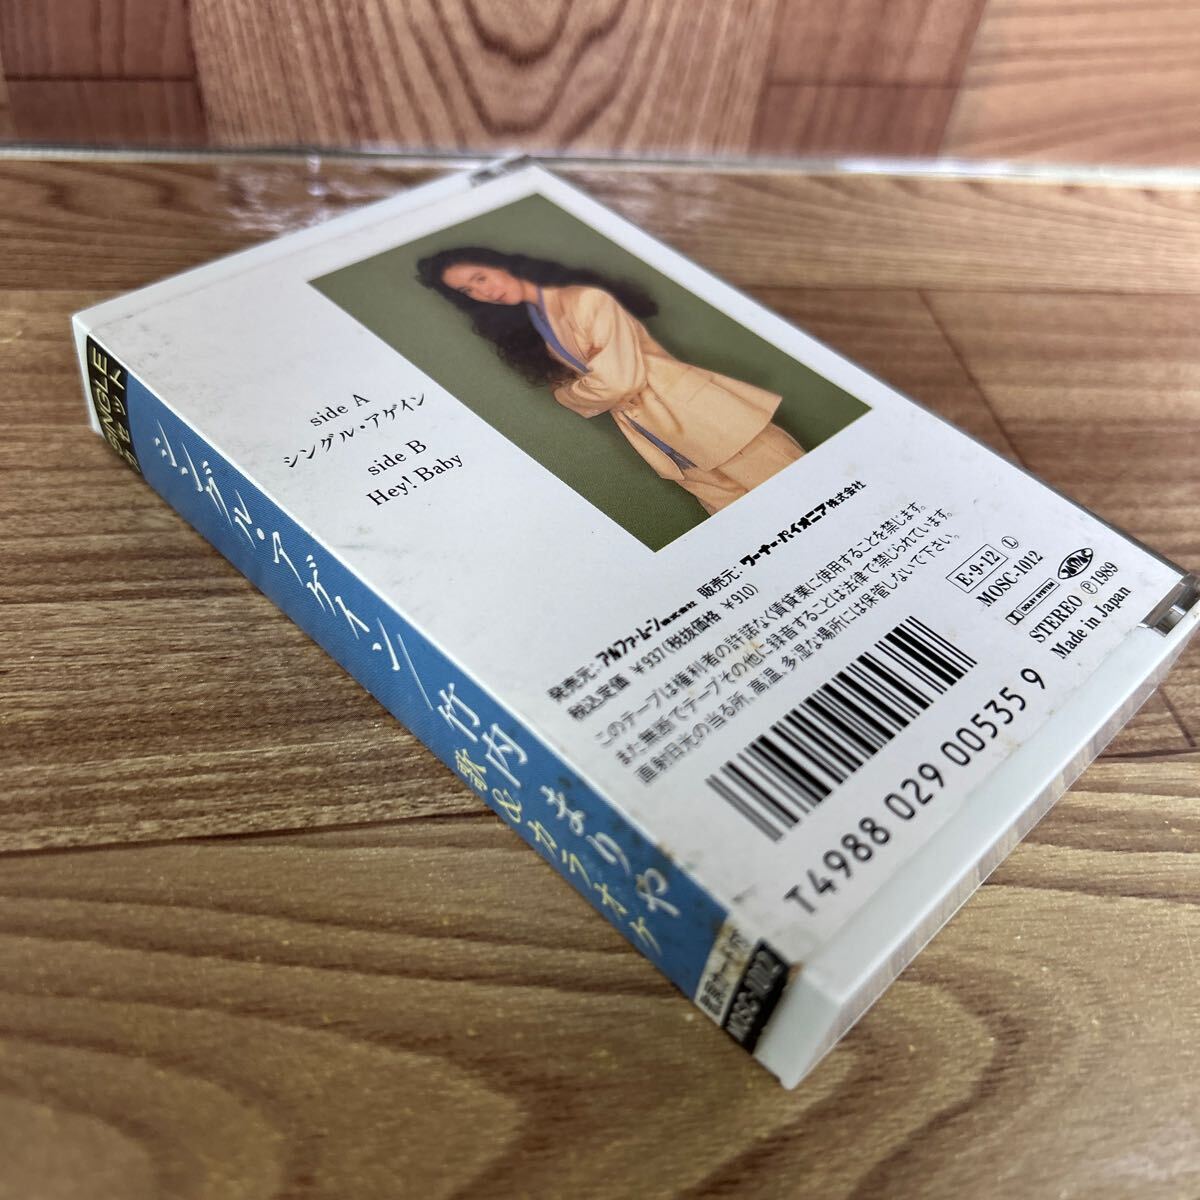 SINGLE
カセット
シングル・アゲイン/竹内まりや
歌&カラオケ
MOSC-1012
side A
シングル・アゲイン
side B
Hey! Baby
発売元: アルファ・ムーン株式会社 販売元: ワーナー・パイオニア株式会社
税込定価 ¥937(税抜価格 ¥910)
このテープは権利者の許諾なく賃貸業に使用することを禁じます。
また無断でテープその他に録音することは法律で禁じられています。
直射日光の当る所、高温、多湿な場所には保管しないで下さい。
E・9・12 Ⓛ
MOSC-1012
DOLBY SYSTEM
STEREO Ⓟ1989
Made in Japan
T4988 029 00535 9